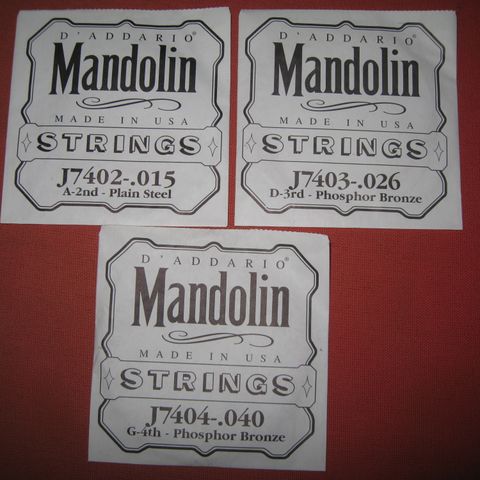 D'ADDARIO®
Mandolin
MADE IN USA
STRINGS
J7402-.015
A-2nd - Plain Steel
D'ADDARIO®
Mandolin
MADE IN USA
STRINGS
J7403-.026
D-3rd - Phosphor Bronze
D'ADDARIO®
Mandolin
MADE IN USA
STRINGS
J7404-.040
G-4th - Phosphor Bronze